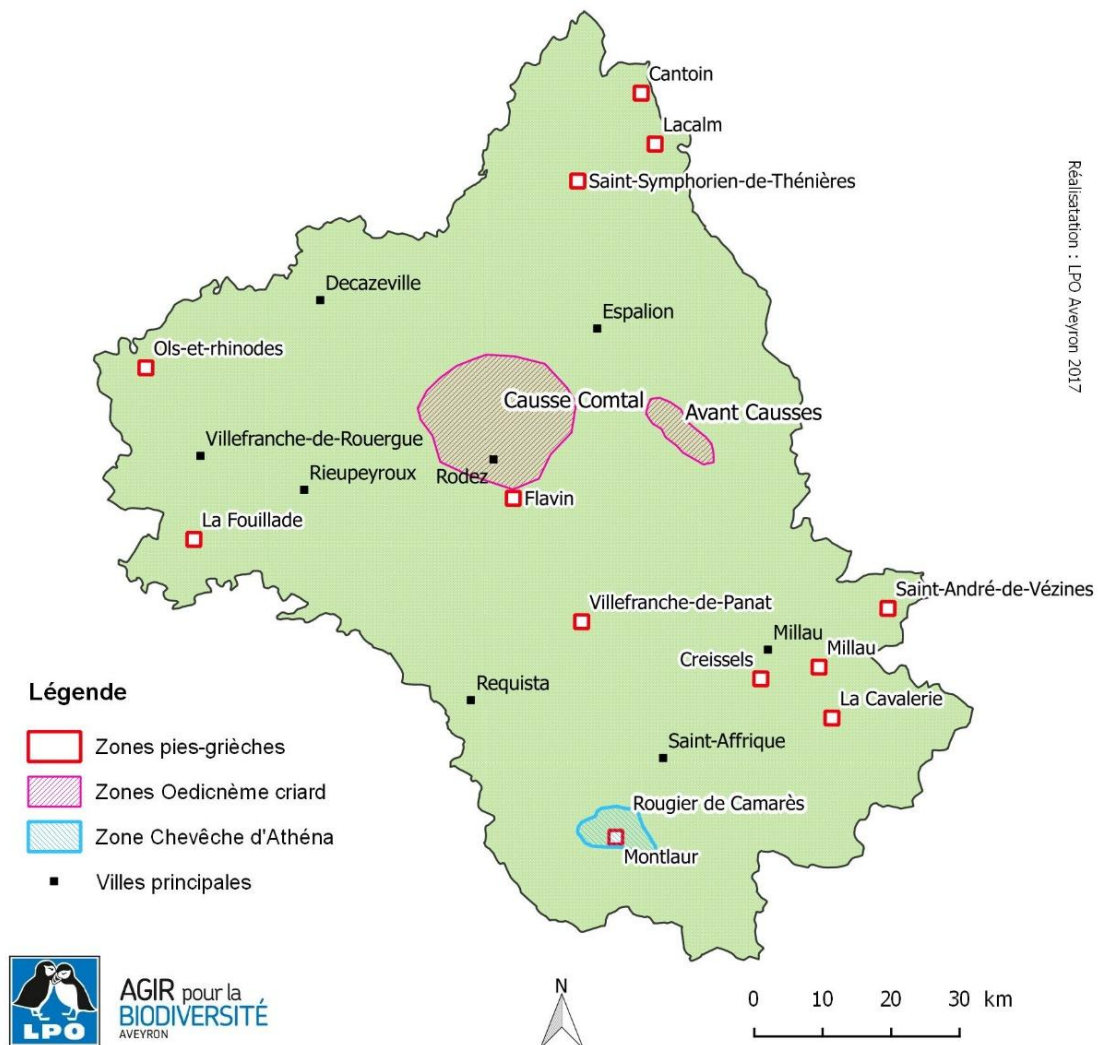 Cantoin
Lacalm
Saint-Symphorien-de-Thénières
Réalisatation : LPO Aveyron 2017
Decazeville
Espalion
Ols-et-rhinodes
Causse Comtal
Avant Causses
Villefranche-de-Rouergue
Rieupeyroux
Rodez
Flavin
La Fouillade
Saint-André-de-Vézines
Villefranche-de-Panat
Millau
Millau
Creissels
Requista
La Cavalerie
Saint-Affrique
Rougier de Camarès
Montlaur
Légende
Zones pies-grièches
Zones Oedicnème criard
Zone Chevêche d'Athéna
Villes principales
LPO
AGIR pour la
BIODIVERSITÉ
AVEYRON
N
0 10 20 30 km